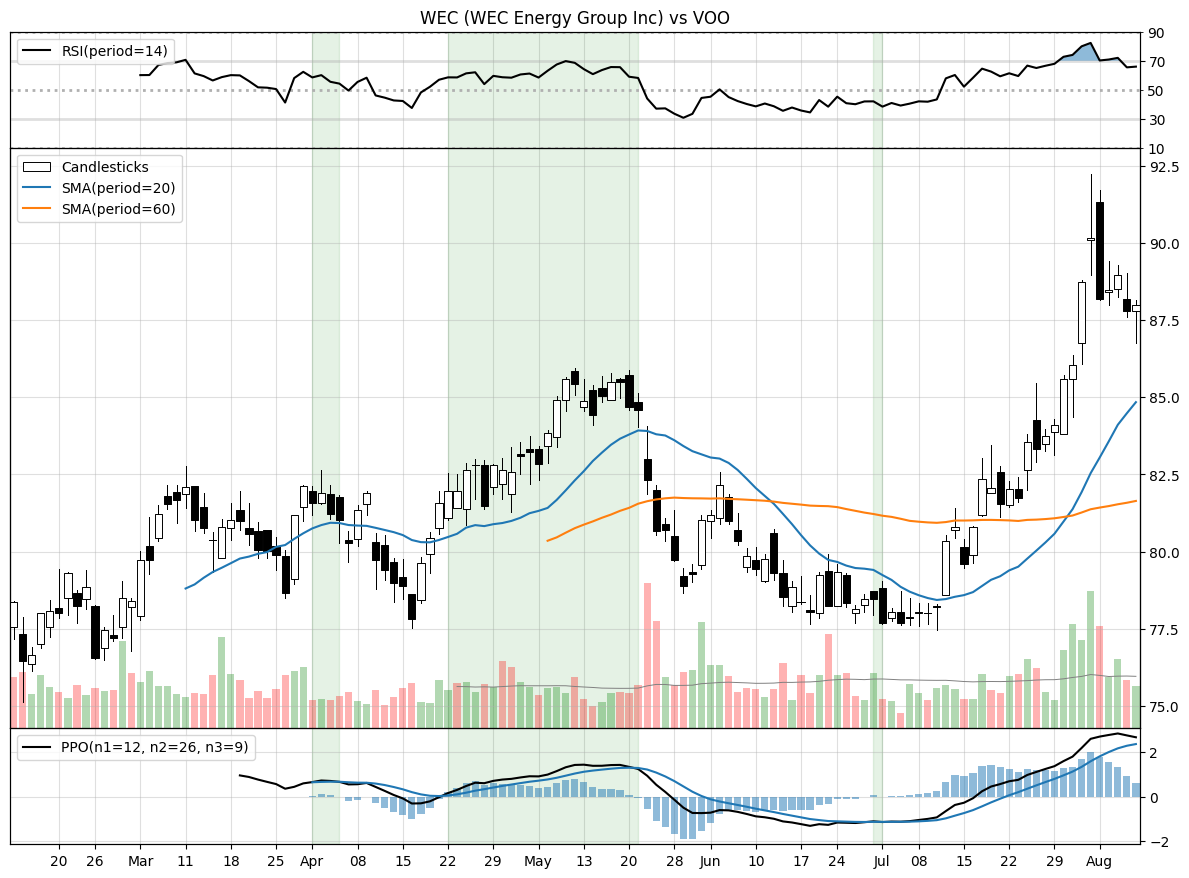 WEC (WEC Energy Group Inc) vs VOO
RSI(period=14)
90
70
50
30
10
Candlesticks
SMA(period=20)
SMA(period=60)
92.5
90.0
87.5
85.0
82.5
80.0
77.5
75.0
PPO(n1=12, n2=26, n3=9)
2
0
−2
20 26 Mar 11 18 25 Apr 08 15 22 29 May 13 20 28 Jun 10 17 24 Jul 08 15 22 29 Aug